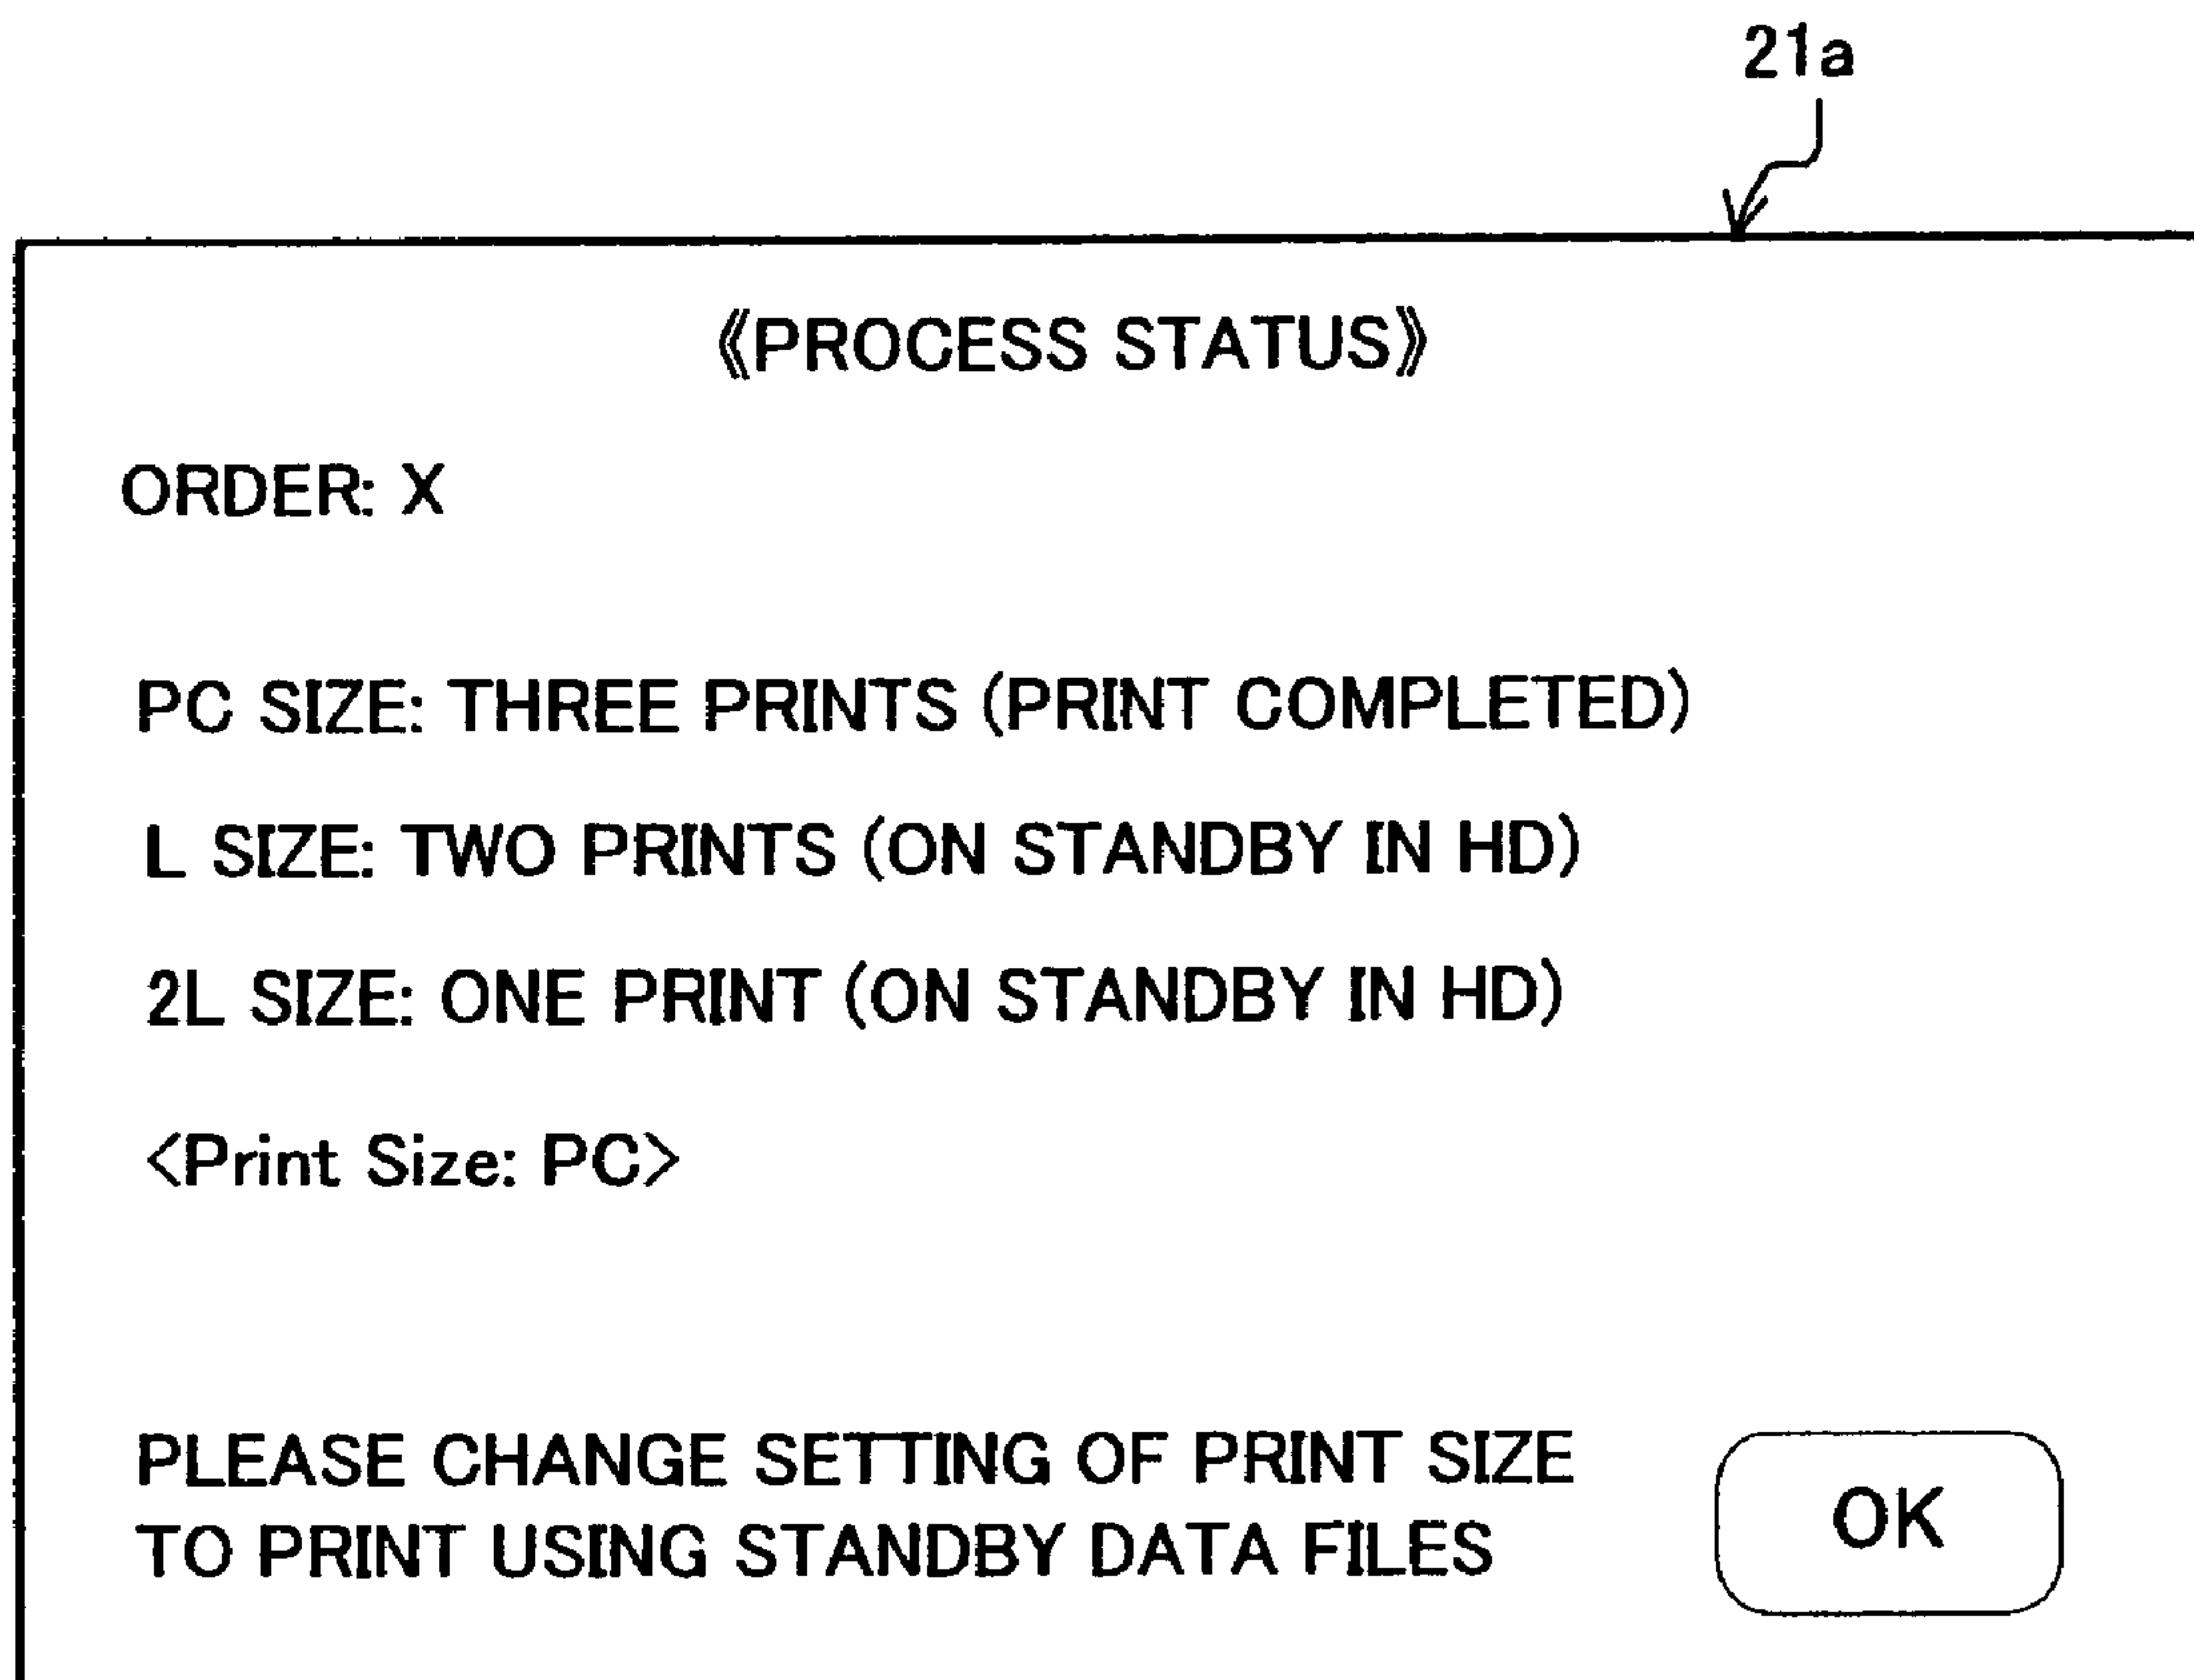 21a
《PROCESS STATUS》
ORDER: X
PC SIZE: THREE PRINTS (PRINT COMPLETED)
L SIZE: TWO PRINTS (ON STANDBY IN HD)
2L SIZE: ONE PRINT (ON STANDBY IN HD)
<Print Size: PC>
PLEASE CHANGE SETTING OF PRINT SIZE
TO PRINT USING STANDBY DATA FILES
OK